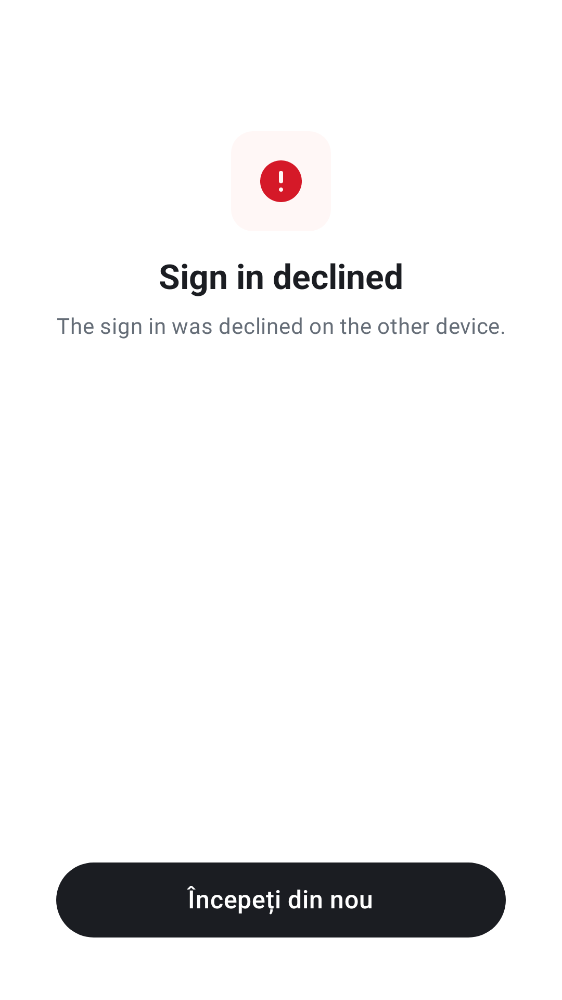 Sign in declined
The sign in was declined on the other device.
Începeți din nou